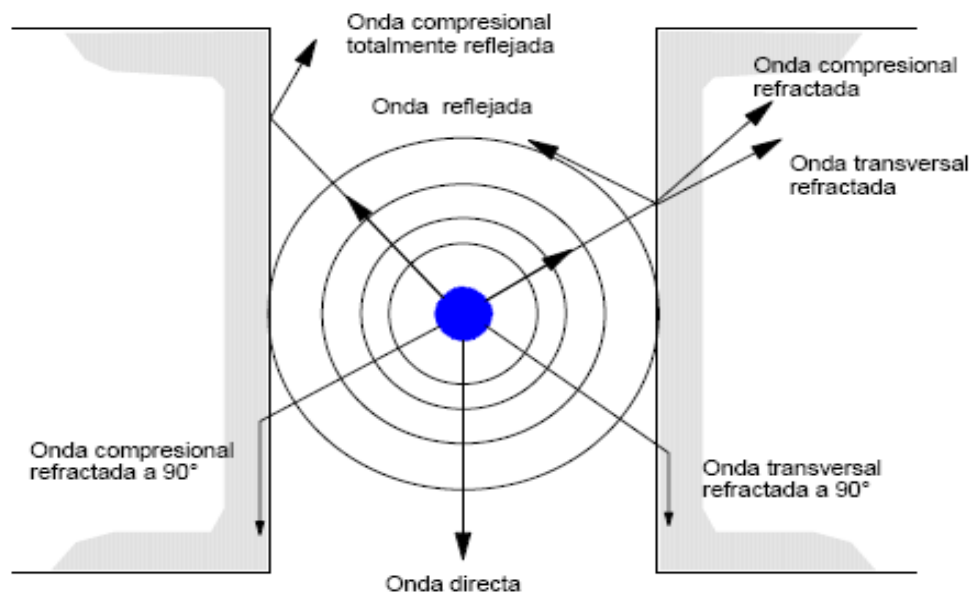 Onda compresional
totalmente reflejada
Onda reflejada
Onda compresional
refractada
Onda transversal
refractada
Onda compresional
refractada a 90°
Onda transversal
refractada a 90°
Onda directa